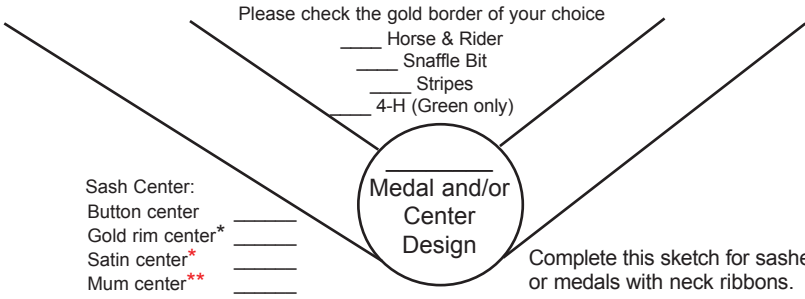 Please check the gold border of your choice
____ Horse & Rider
____ Snaffle Bit
____ Stripes
____ 4-H (Green only)
Medal and/or
Center
Design
Sash Center:
Button center ______
Gold rim center* ______
Satin center* ______
Mum center** ______
Complete this sketch for sashe
or medals with neck ribbons.